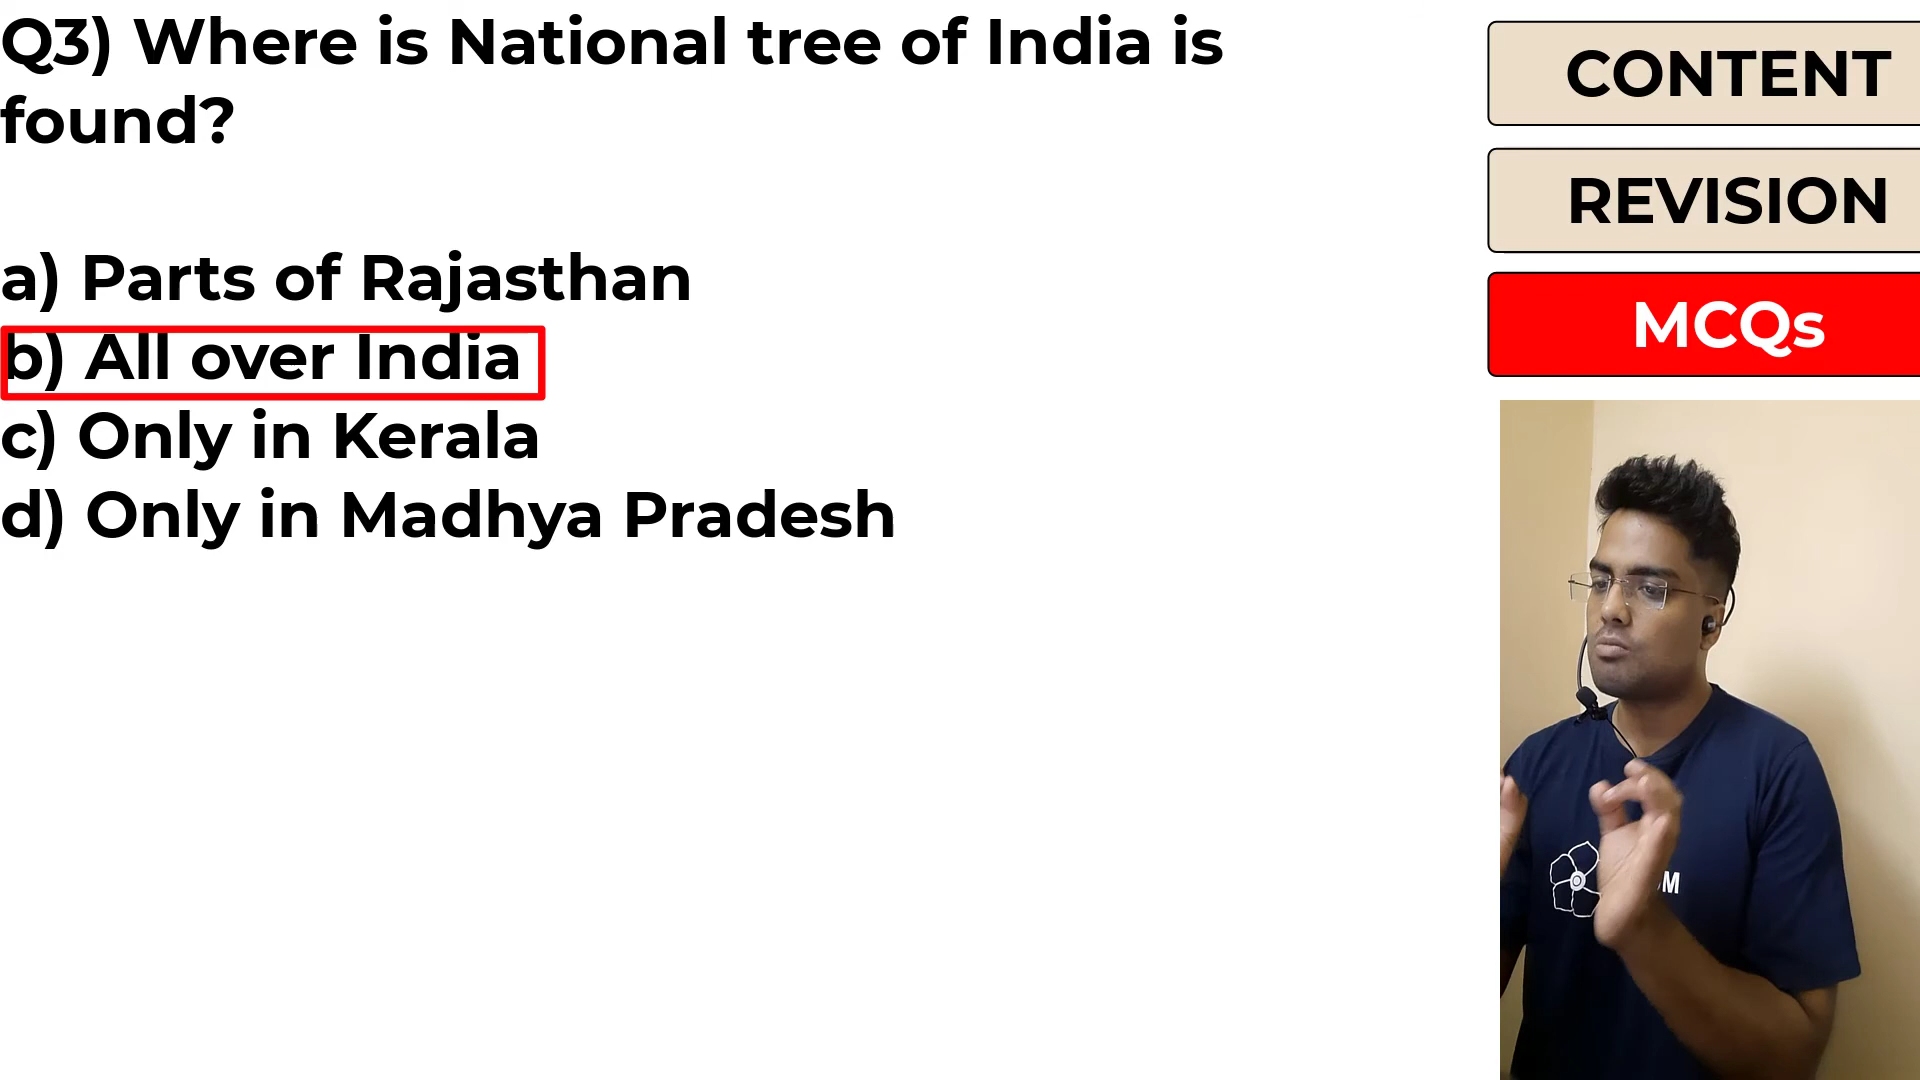 Q3) Where is National tree of India is
found?
a) Parts of Rajasthan
b) All over India
c) Only in Kerala
d) Only in Madhya Pradesh
CONTENT
REVISION
MCQs